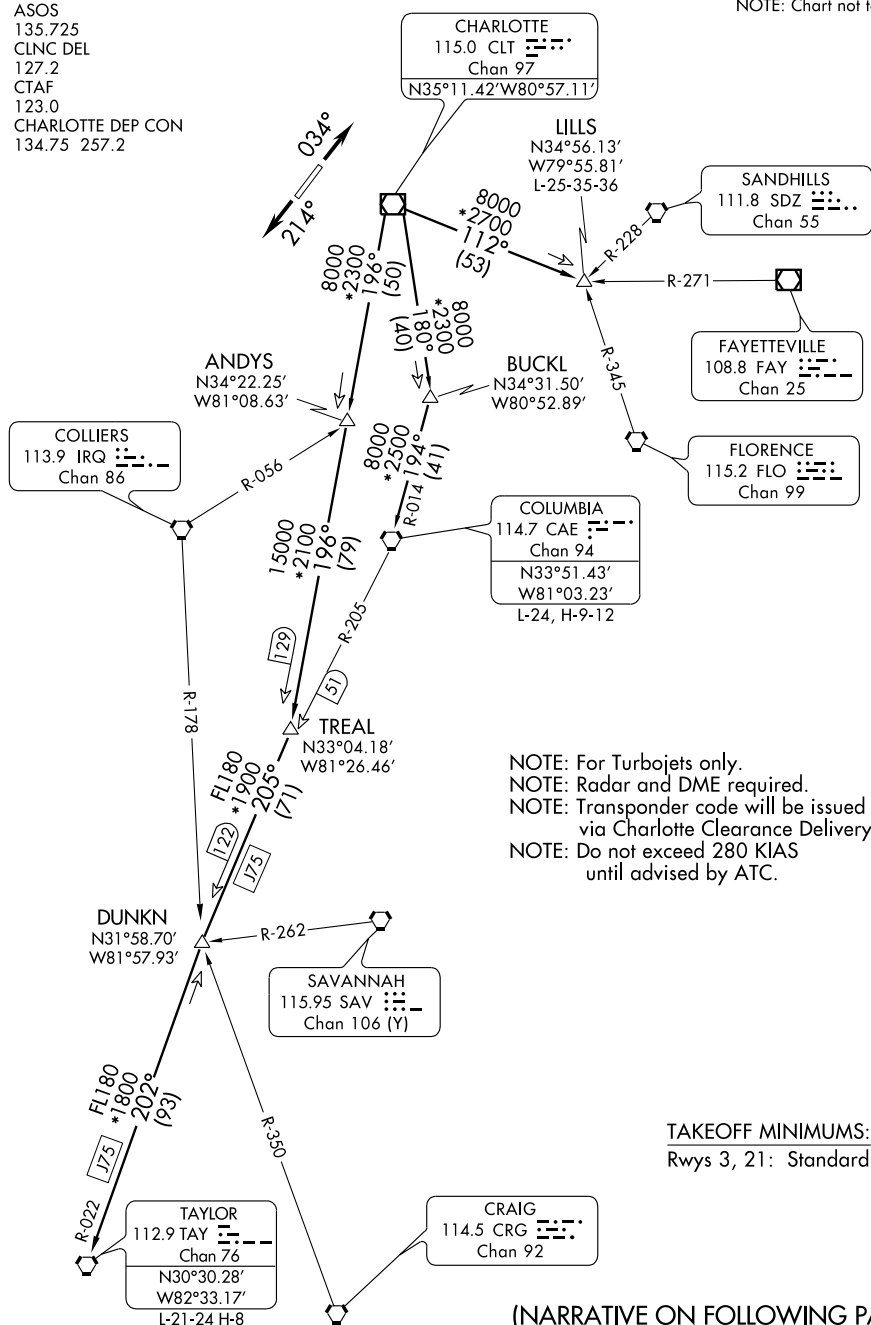 ASOS
135.725
CLNC DEL
127.2
CTAF
123.0
CHARLOTTE DEP CON
134.75 257.2
NOTE: Chart not t
CHARLOTTE
115.0 CLT
Chan 97
N35°11.42'W80°57.11'
LILLS
N34°56.13'
W79°55.81'
L-25-35-36
SANDHILLS
111.8 SDZ
Chan 55
034°
214°
8000
*2700
112°
(53)
R-228
R-271
FAYETTEVILLE
108.8 FAY
Chan 25
8000
*2300
196°
(50)
8000
*2300
180°
(40)
R-345
ANDYS
N34°22.25'
W81°08.63'
BUCKL
N34°31.50'
W80°52.89'
FLORENCE
115.2 FLO
Chan 99
COLLIERS
113.9 IRQ
Chan 86
R-056
8000
*2500
194°
(41)
R-014
COLUMBIA
114.7 CAE
Chan 94
N33°51.43'
W81°03.23'
L-24, H-9-12
15000
*2100
196°
(79)
R-205
129
51
R-178
TREAL
N33°04.18'
W81°26.46'
FL180
*1900
205°
(71)
122
J75
NOTE: For Turbojets only.
NOTE: Radar and DME required.
NOTE: Transponder code will be issued
via Charlotte Clearance Delivery
NOTE: Do not exceed 280 KIAS
until advised by ATC.
DUNKN
N31°58.70'
W81°57.93'
R-262
SAVANNAH
115.95 SAV
Chan 106 (Y)
FL180
*1800
202°
(93)
J75
R-350
R-022
TAKEOFF MINIMUMS:
Rwys 3, 21: Standard
TAYLOR
112.9 TAY
Chan 76
N30°30.28'
W82°33.17'
L-21-24 H-8
CRAIG
114.5 CRG
Chan 92
(NARRATIVE ON FOLLOWING PA